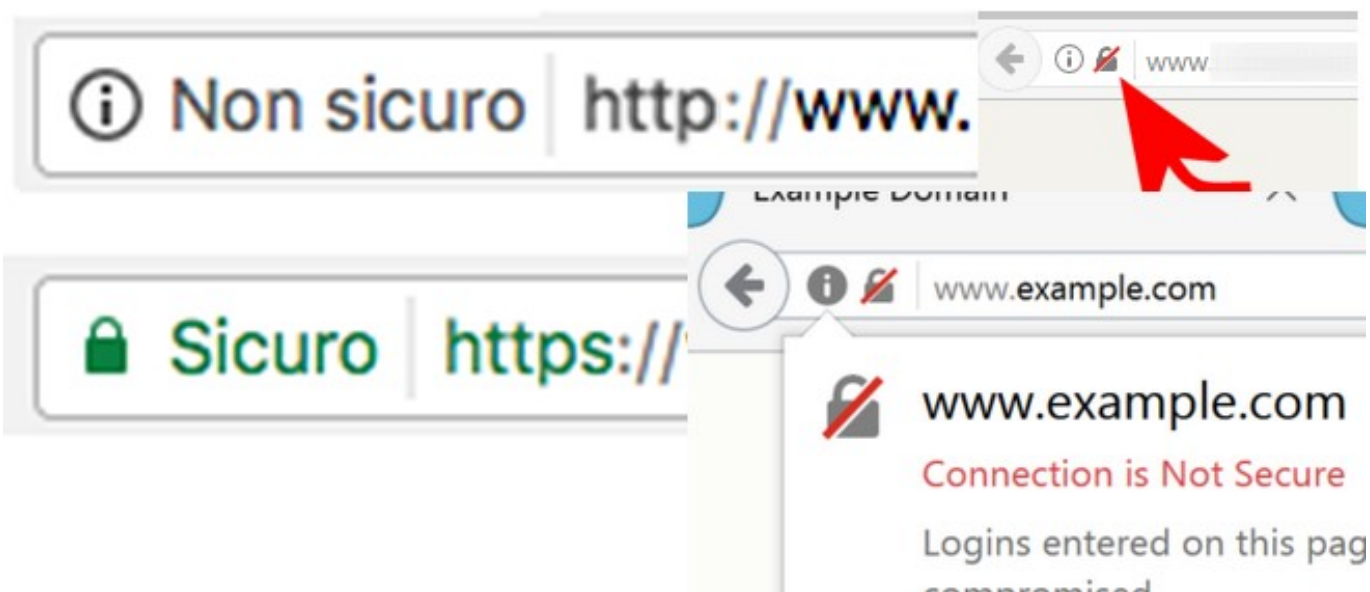 Non sicuro http://www.
www.
Example Domain
www.example.com
Sicuro https://
www.example.com
Connection is Not Secure
Logins entered on this pag
compromised